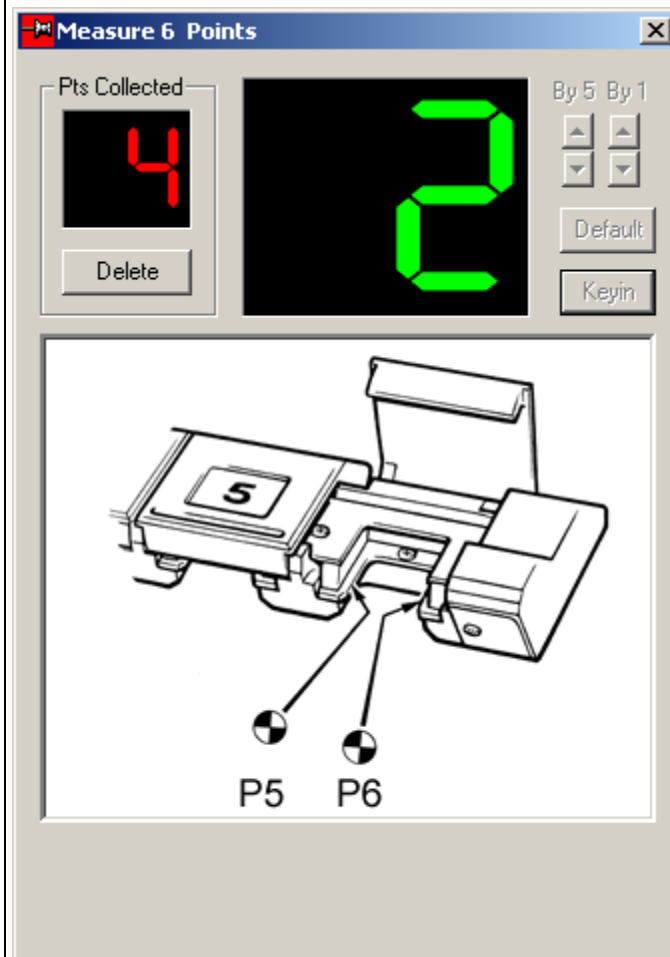 Measure 6 Points
Pts Collected
4
Delete
2
By 5 By 1
Default
Keyin
5
P5 P6